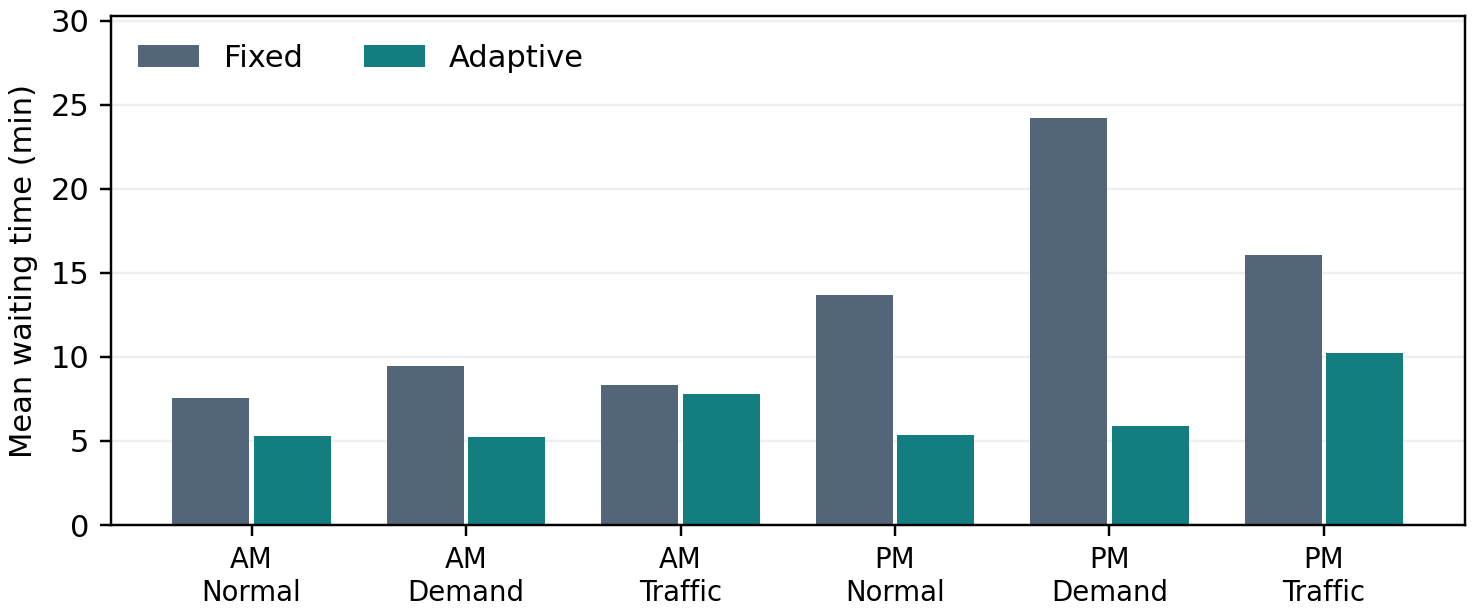 Mean waiting time (min)
30
25
20
15
10
5
0
Fixed
Adaptive
AM
Normal
AM
Demand
AM
Traffic
PM
Normal
PM
Demand
PM
Traffic